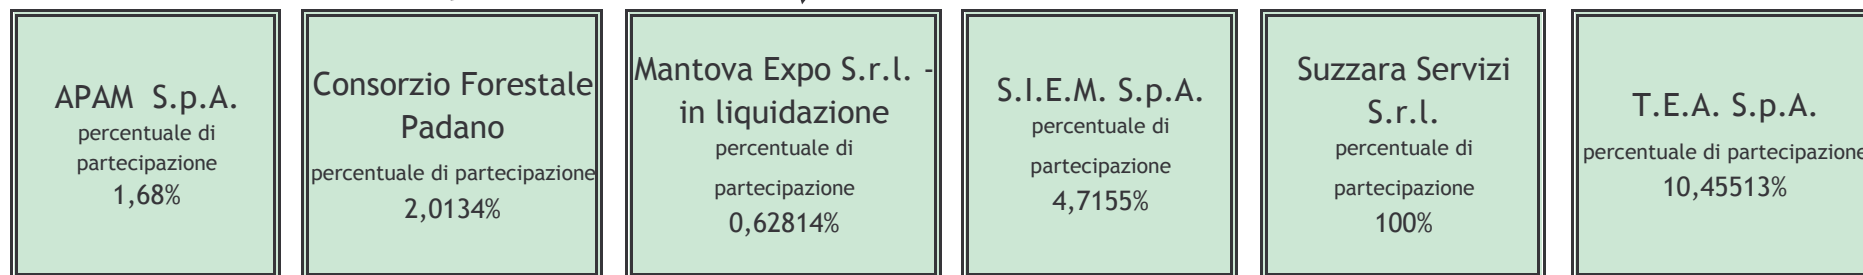 APAM S.p.A.
percentuale di
partecipazione
1,68%
Consorzio Forestale
Padano
percentuale di partecipazione
2,0134%
Mantova Expo S.r.l. -
in liquidazione
percentuale di
partecipazione
0,62814%
S.I.E.M. S.p.A.
percentuale di
partecipazione
4,7155%
Suzzara Servizi
S.r.l.
percentuale di
partecipazione
100%
T.E.A. S.p.A.
percentuale di partecipazione
10,45513%